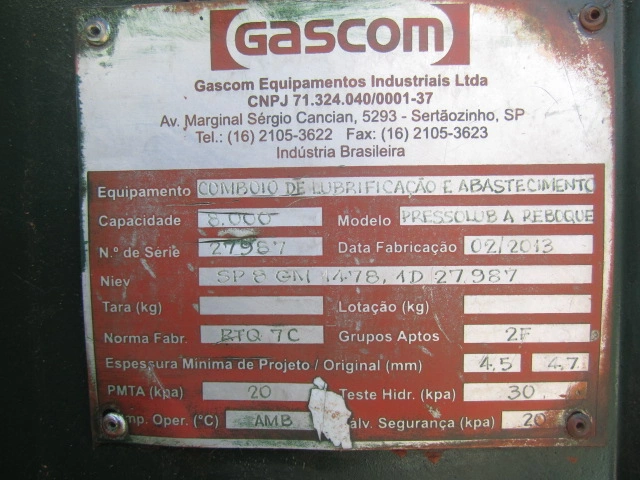 Gascom
Gascom Equipamentos Industriais Ltda
CNPJ 71.324.040/0001-37
Av. Marginal Sérgio Cancian, 5293 - Sertãozinho, SP
Tel.: (16) 2105-3622 Fax: (16) 2105-3623
Indústria Brasileira
Equipamento COMBOIO DE LUBRIFICAÇÃO E ABASTECIMENTO
Capacidade 8.000 Modelo PRESSOLUB A REBOQUE
N.º de Série 27987 Data Fabricação 02/2013
Niev SP 8 GM 1478, 1D 27.987
Tara (kg) Lotação (kg)
Norma Fabr. RTQ 7C Grupos Aptos 2F
Espessura Mínima de Projeto / Original (mm) 4.5 4.7
PMTA (kpa) 20 Teste Hidr. (kpa) 30
Oper. (°C) AMB Segurança (kpa) 20